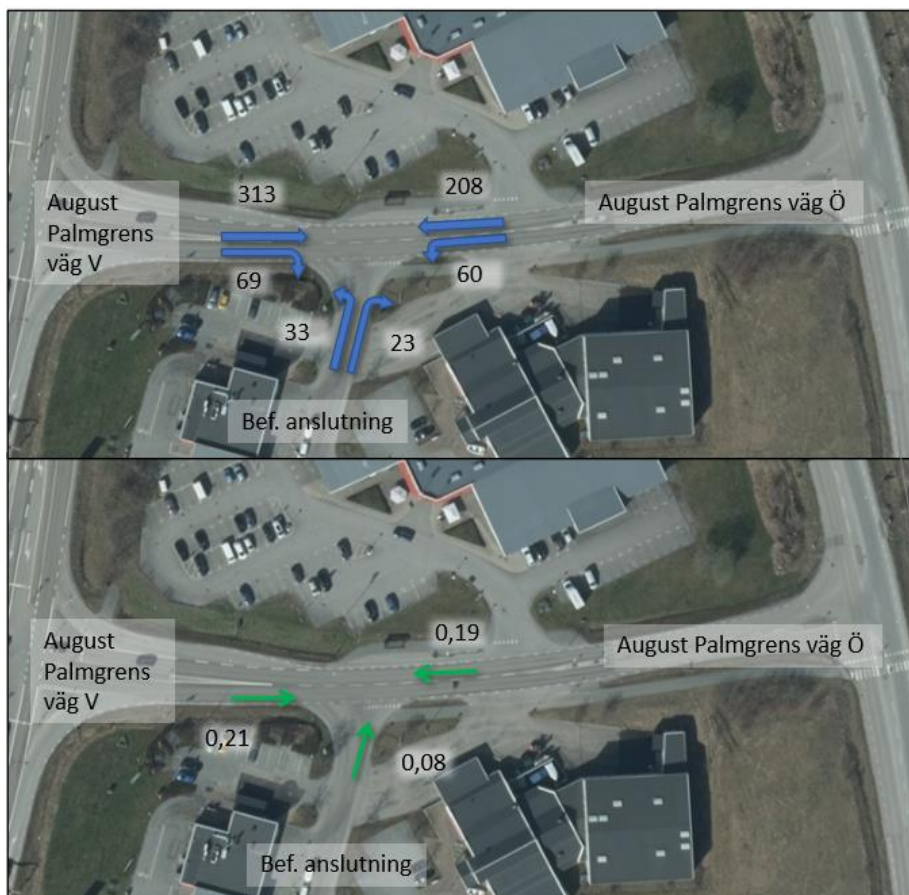 313
208
August
Palmgrens
väg V
August Palmgrens väg Ö
69
60
33
23
Bef. anslutning
0,19
August
Palmgrens
väg V
August Palmgrens väg Ö
0,21
0,08
Bef. anslutning